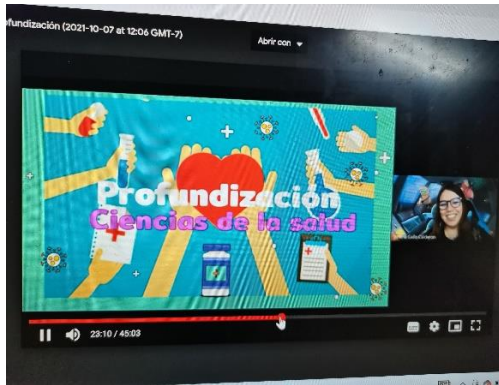 ofundización (2021-10-07 at 12:06 GMT-7)
Abrir con
Profundización
Ciencias de la salud
23:10 / 45:03